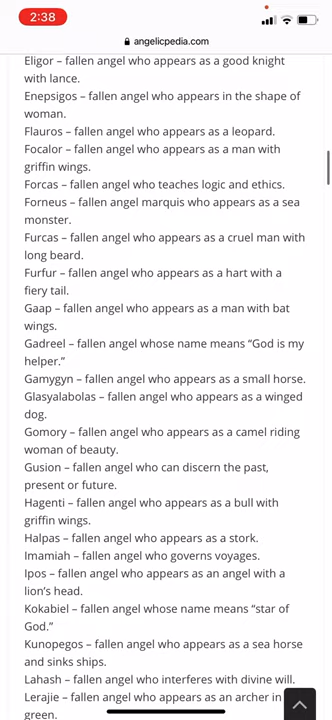 2:38
angelicpedia.com
Eligor – fallen angel who appears as a good knight
with lance.
Enepsigos – fallen angel who appears in the shape of
woman.
Flauros – fallen angel who appears as a leopard.
Focalor – fallen angel who appears as a man with
griffin wings.
Forcas – fallen angel who teaches logic and ethics.
Forneus – fallen angel marquis who appears as a sea
monster.
Furcas – fallen angel who appears as a cruel man with
long beard.
Furfur – fallen angel who appears as a hart with a
fiery tail.
Gaap – fallen angel who appears as a man with bat
wings.
Gadreel – fallen angel whose name means “God is my
helper.”
Gamygyn – fallen angel who appears as a small horse.
Glasyalabolas – fallen angel who appears as a winged
dog.
Gomory – fallen angel who appears as a camel riding
woman of beauty.
Gusion – fallen angel who can discern the past,
present or future.
Hagenti – fallen angel who appears as a bull with
griffin wings.
Halpas – fallen angel who appears as a stork.
Imamiah – fallen angel who governs voyages.
Ipos – fallen angel who appears as an angel with a
lion’s head.
Kokabiel – fallen angel whose name means “star of
God.”
Kunopegos – fallen angel who appears as a sea horse
and sinks ships.
Lahash – fallen angel who interferes with divine will.
Lerajie – fallen angel who appears as an archer in
green.